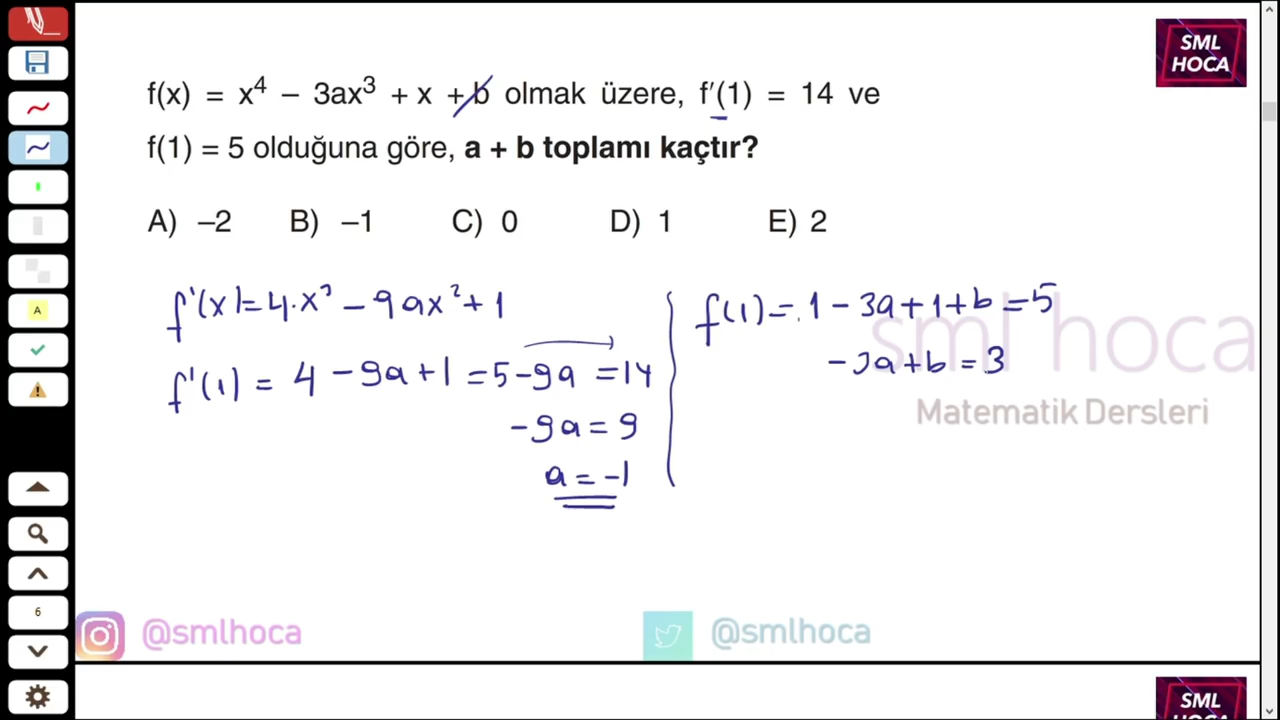 SML
HOCA
f(x) = x⁴ − 3ax³ + x + b olmak üzere, f'(1) = 14 ve
f(1) = 5 olduğuna göre, a + b toplamı kaçtır?
A) −2 B) −1 C) 0 D) 1 E) 2
f'(x)=4.x³ − 9ax² + 1
f'(1) = 4 − 9a + 1 = 5 − 9a = 14
−9a = 9
a = −1
f(1) = 1 − 3a + 1 + b = 5
−3a + b = 3
sml hoca
Matematik Dersleri
A
6
@smlhoca
@smlhoca
SML
HOCA